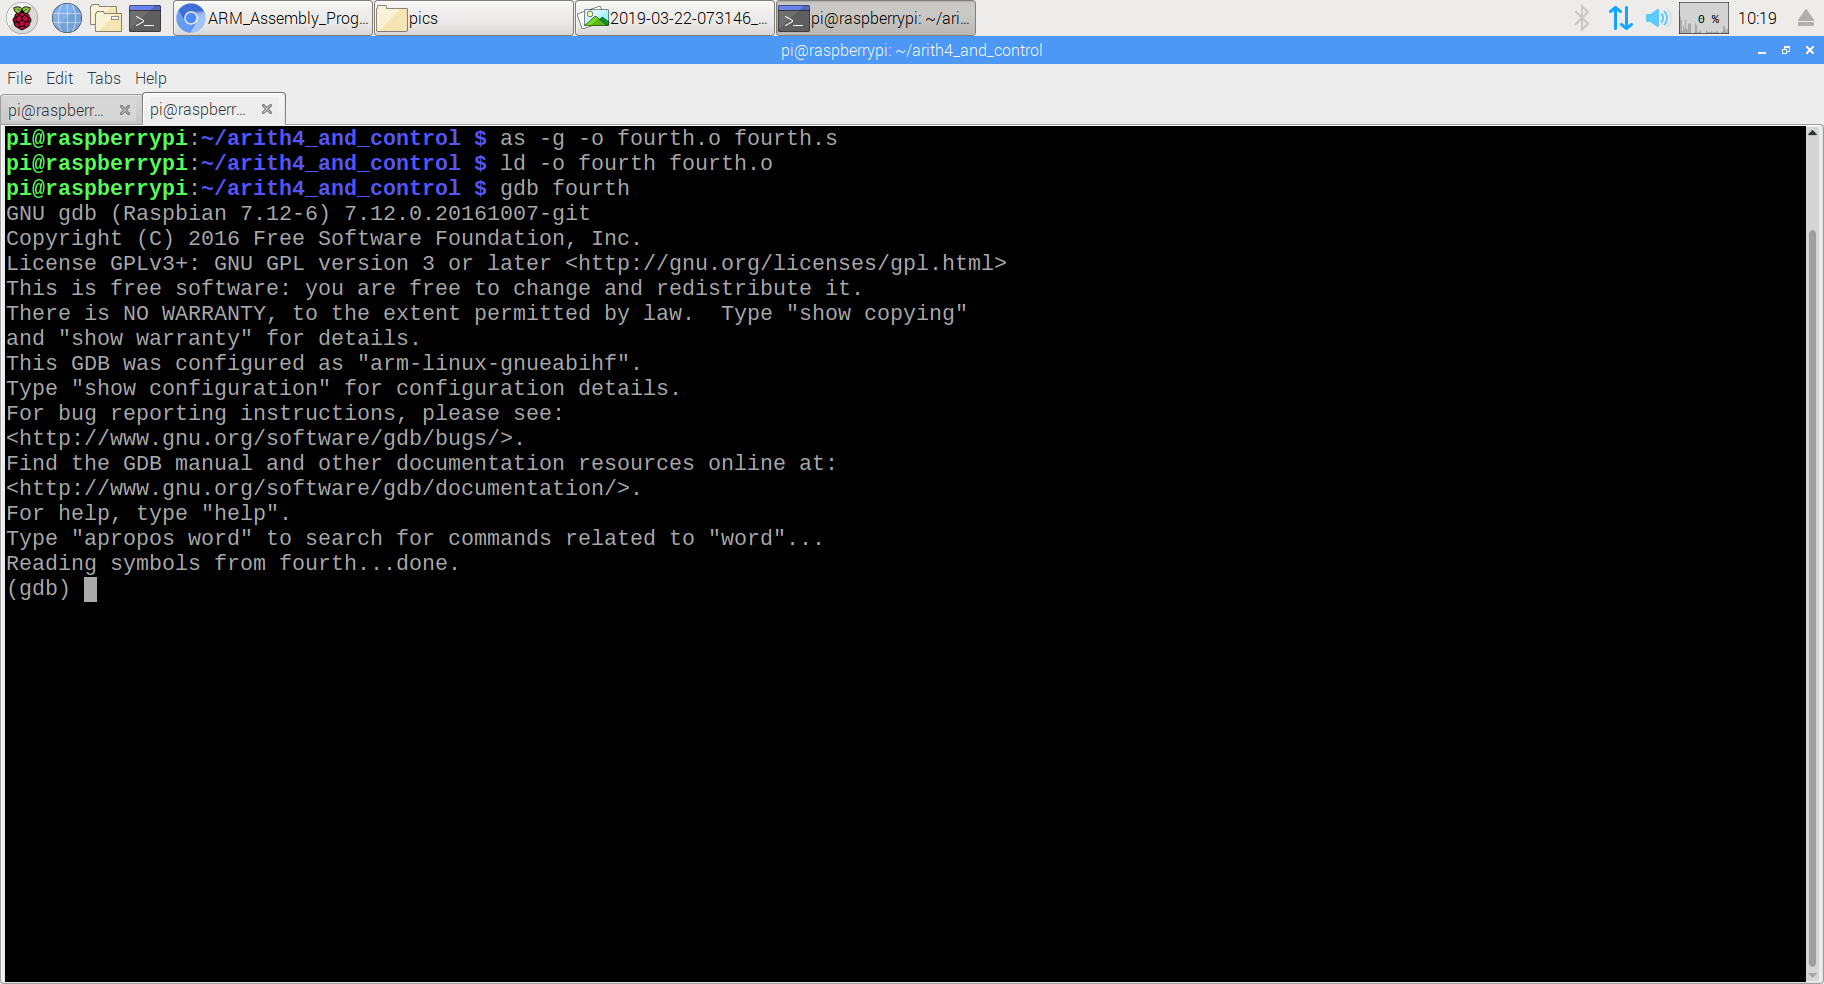 ARM_Assembly_Prog...
pics
2019-03-22-073146_...
pi@raspberrypi: ~/ari...
0 %
10:19
pi@raspberrypi: ~/arith4_and_control
File Edit Tabs Help
pi@raspberr...
pi@raspberr...
pi@raspberrypi:~/arith4_and_control $ as -g -o fourth.o fourth.s
pi@raspberrypi:~/arith4_and_control $ ld -o fourth fourth.o
pi@raspberrypi:~/arith4_and_control $ gdb fourth
GNU gdb (Raspbian 7.12-6) 7.12.0.20161007-git
Copyright (C) 2016 Free Software Foundation, Inc.
License GPLv3+: GNU GPL version 3 or later <http://gnu.org/licenses/gpl.html>
This is free software: you are free to change and redistribute it.
There is NO WARRANTY, to the extent permitted by law.  Type "show copying"
and "show warranty" for details.
This GDB was configured as "arm-linux-gnueabihf".
Type "show configuration" for configuration details.
For bug reporting instructions, please see:
<http://www.gnu.org/software/gdb/bugs/>.
Find the GDB manual and other documentation resources online at:
<http://www.gnu.org/software/gdb/documentation/>.
For help, type "help".
Type "apropos word" to search for commands related to "word"...
Reading symbols from fourth...done.
(gdb)